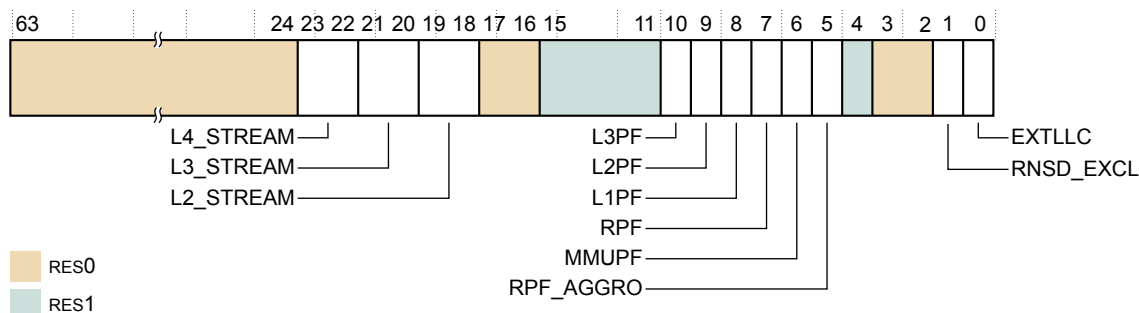 63 24 23 22 21 20 19 18 17 16 15 11 10 9 8 7 6 5 4 3 2 1 0
L4_STREAM L3PF EXTLLC
L3_STREAM L2PF RNSD_EXCL
L2_STREAM L1PF
RPF
MMUPF
RPF_AGGRO
RES0
RES1